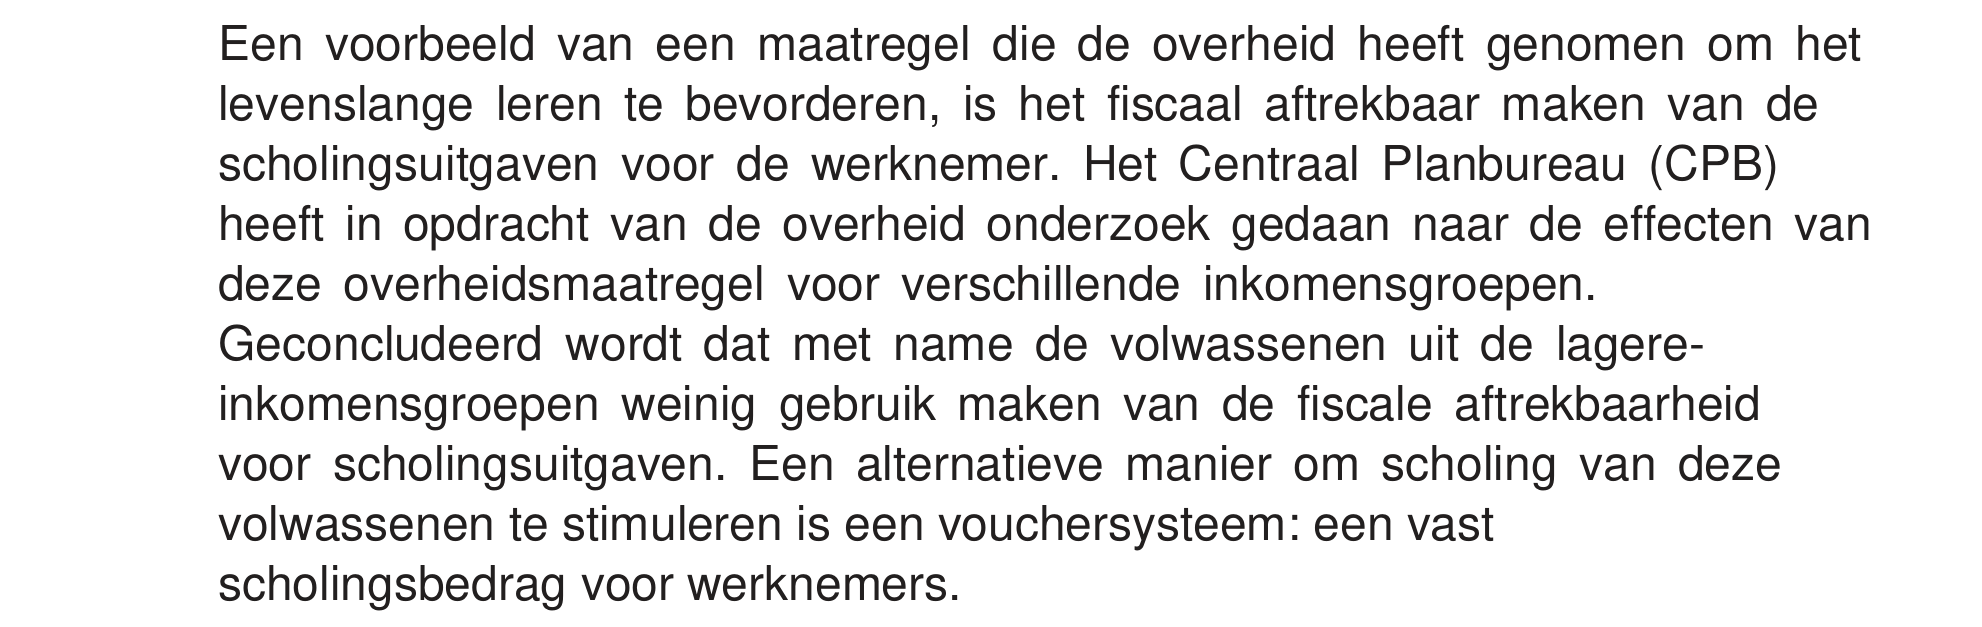 Een voorbeeld van een maatregel die de overheid heeft genomen om het
levenslange leren te bevorderen, is het fiscaal aftrekbaar maken van de
scholingsuitgaven voor de werknemer. Het Centraal Planbureau (CPB)
heeft in opdracht van de overheid onderzoek gedaan naar de effecten van
deze overheidsmaatregel voor verschillende inkomensgroepen.
Geconcludeerd wordt dat met name de volwassenen uit de lagere-
inkomensgroepen weinig gebruik maken van de fiscale aftrekbaarheid
voor scholingsuitgaven. Een alternatieve manier om scholing van deze
volwassenen te stimuleren is een vouchersysteem: een vast
scholingsbedrag voor werknemers.